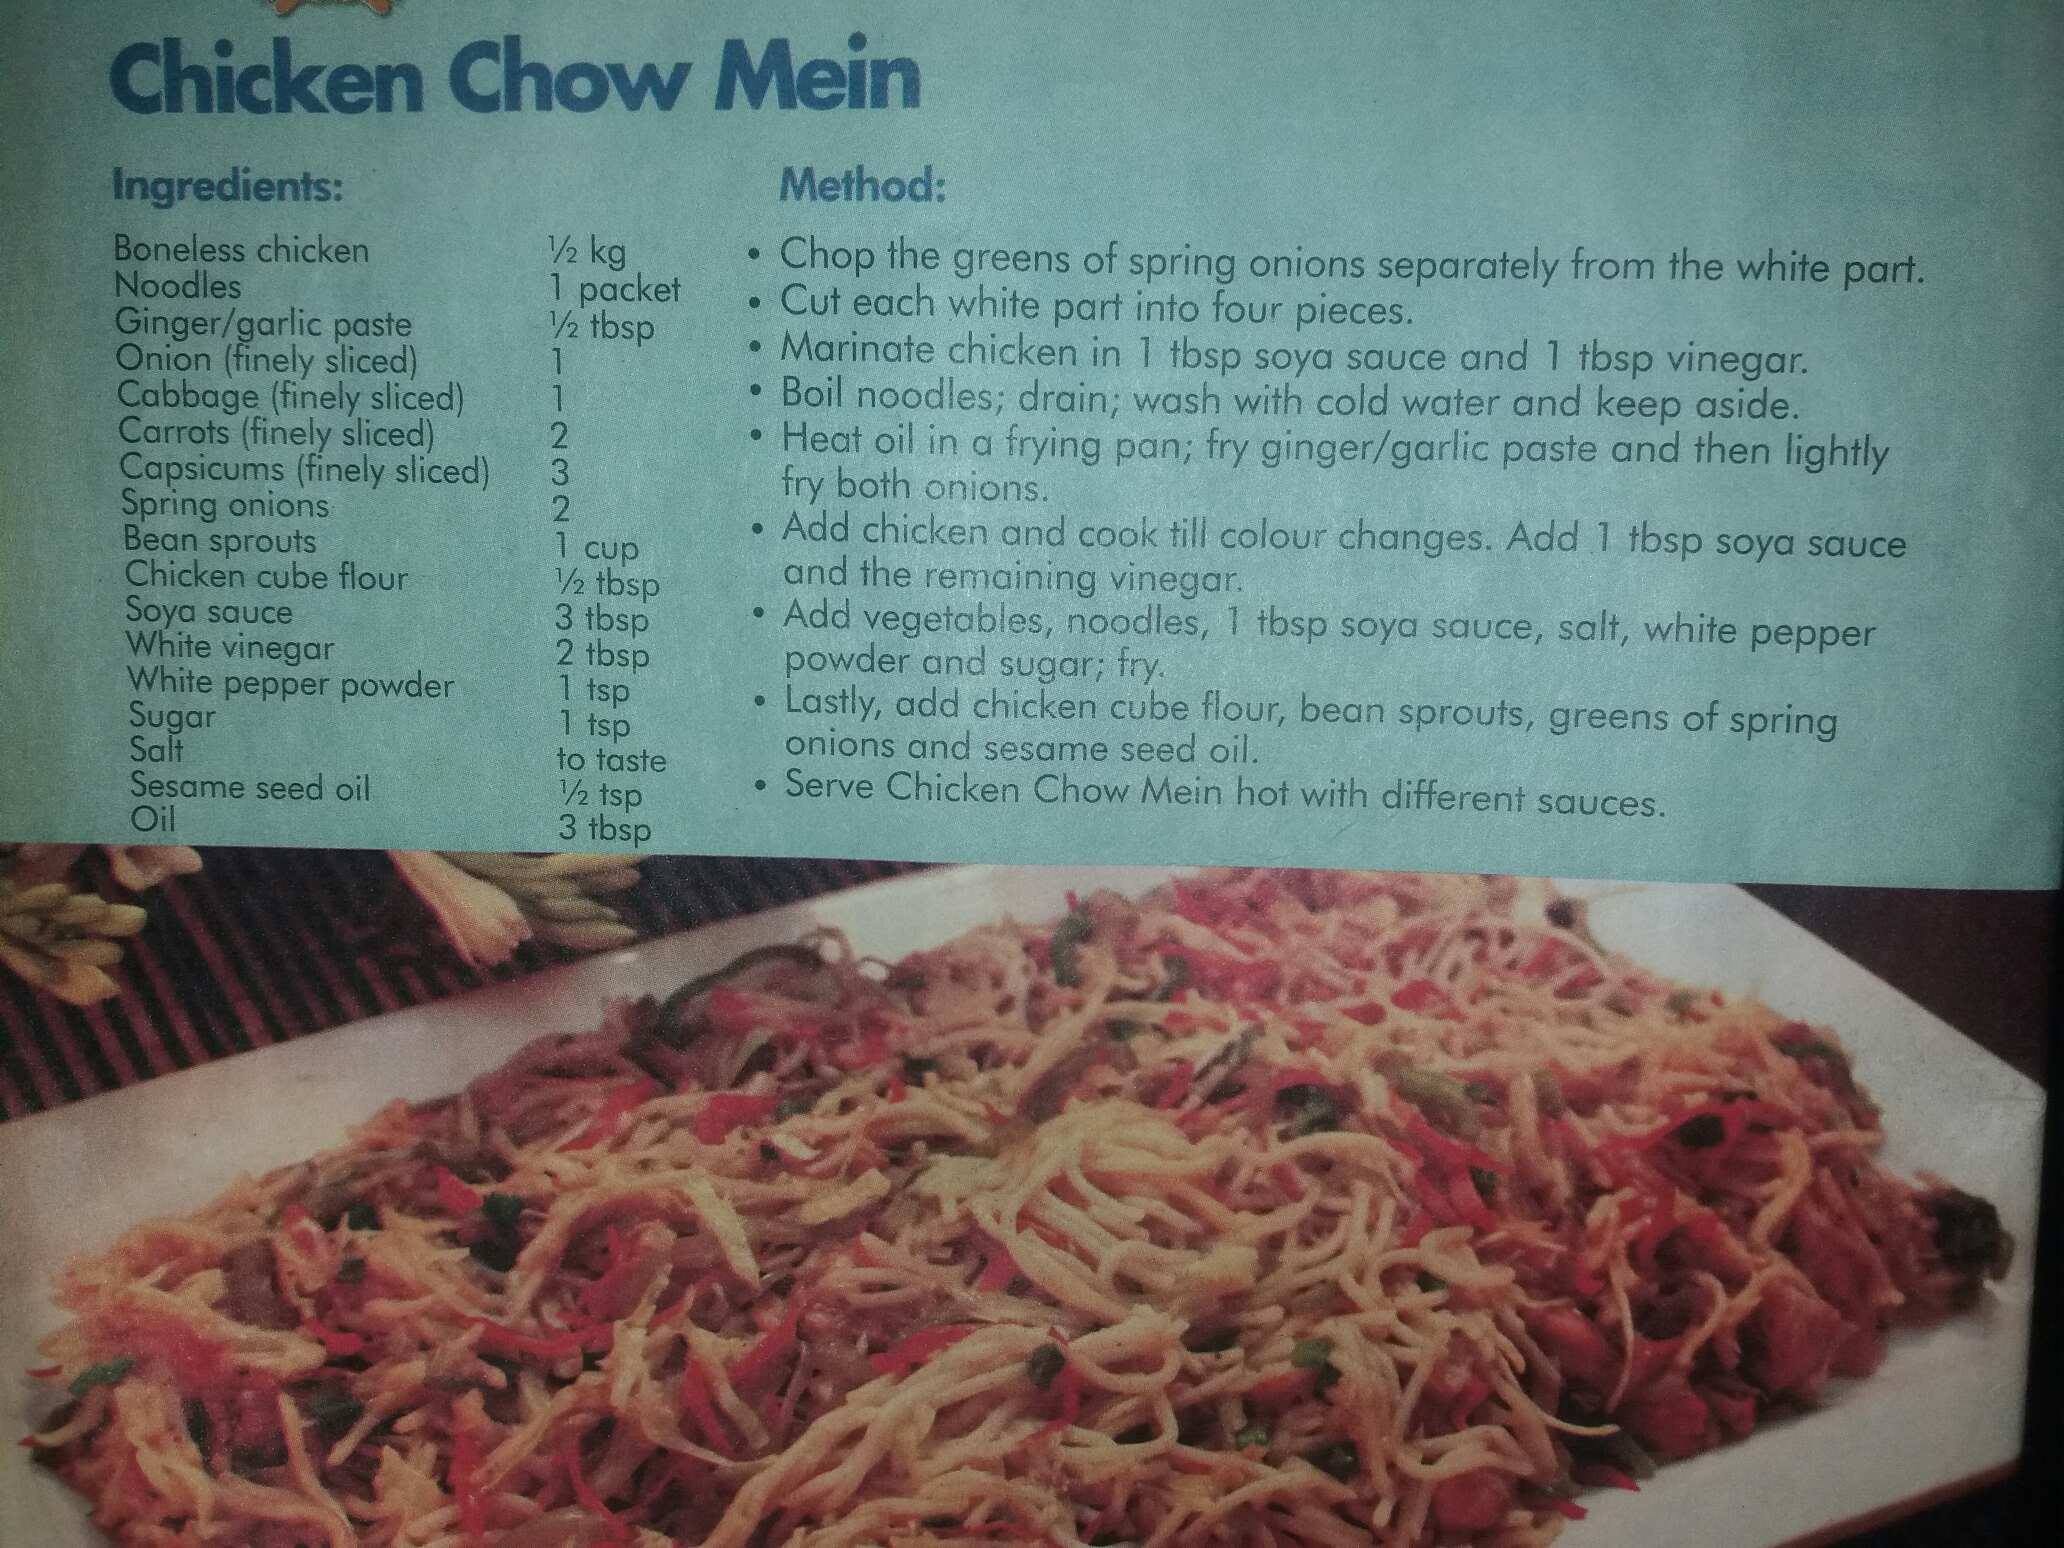 Chicken Chow Mein
Ingredients:
Boneless chicken ½ kg
Noodles 1 packet
Ginger/garlic paste ½ tbsp
Onion (finely sliced) 1
Cabbage (finely sliced) 1
Carrots (finely sliced) 2
Capsicums (finely sliced) 3
Spring onions 2
Bean sprouts 1 cup
Chicken cube flour ½ tbsp
Soya sauce 3 tbsp
White vinegar 2 tbsp
White pepper powder 1 tsp
Sugar 1 tsp
Salt to taste
Sesame seed oil ½ tsp
Oil 3 tbsp
Method:
• Chop the greens of spring onions separately from the white part.
• Cut each white part into four pieces.
• Marinate chicken in 1 tbsp soya sauce and 1 tbsp vinegar.
• Boil noodles; drain; wash with cold water and keep aside.
• Heat oil in a frying pan; fry ginger/garlic paste and then lightly
fry both onions.
• Add chicken and cook till colour changes. Add 1 tbsp soya sauce
and the remaining vinegar.
• Add vegetables, noodles, 1 tbsp soya sauce, salt, white pepper
powder and sugar; fry.
• Lastly, add chicken cube flour, bean sprouts, greens of spring
onions and sesame seed oil.
• Serve Chicken Chow Mein hot with different sauces.